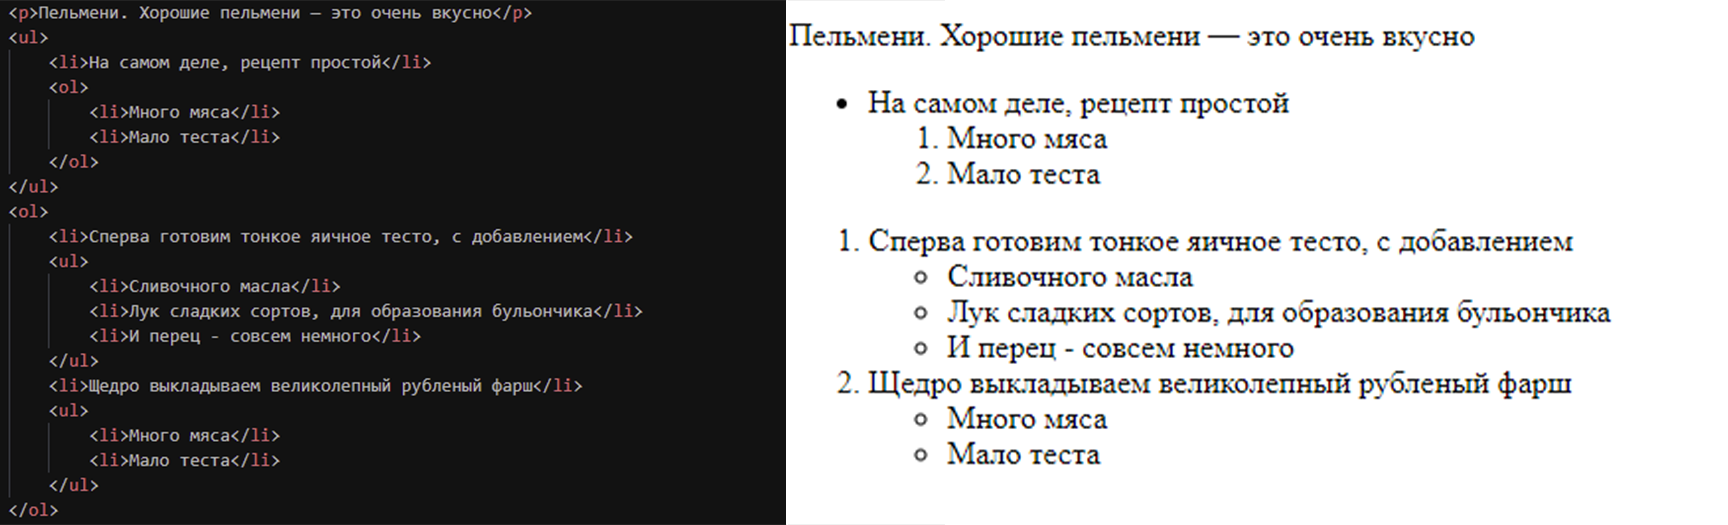 <p>Пельмени. Хорошие пельмени — это очень вкусно</p>
<ul>
<li>На самом деле, рецепт простой</li>
<ol>
<li>Много мяса</li>
<li>Мало теста</li>
</ol>
</ul>
<ol>
<li>Сперва готовим тонкое яичное тесто, с добавлением</li>
<ul>
<li>Сливочного масла</li>
<li>Лук сладких сортов, для образования бульончика</li>
<li>И перец - совсем немного</li>
</ul>
<li>Щедро выкладываем великолепный рубленый фарш</li>
<ul>
<li>Много мяса</li>
<li>Мало теста</li>
</ul>
</ol>
Пельмени. Хорошие пельмени — это очень вкусно
• На самом деле, рецепт простой
1. Много мяса
2. Мало теста
1. Сперва готовим тонкое яичное тесто, с добавлением
○ Сливочного масла
○ Лук сладких сортов, для образования бульончика
○ И перец - совсем немного
2. Щедро выкладываем великолепный рубленый фарш
○ Много мяса
○ Мало теста